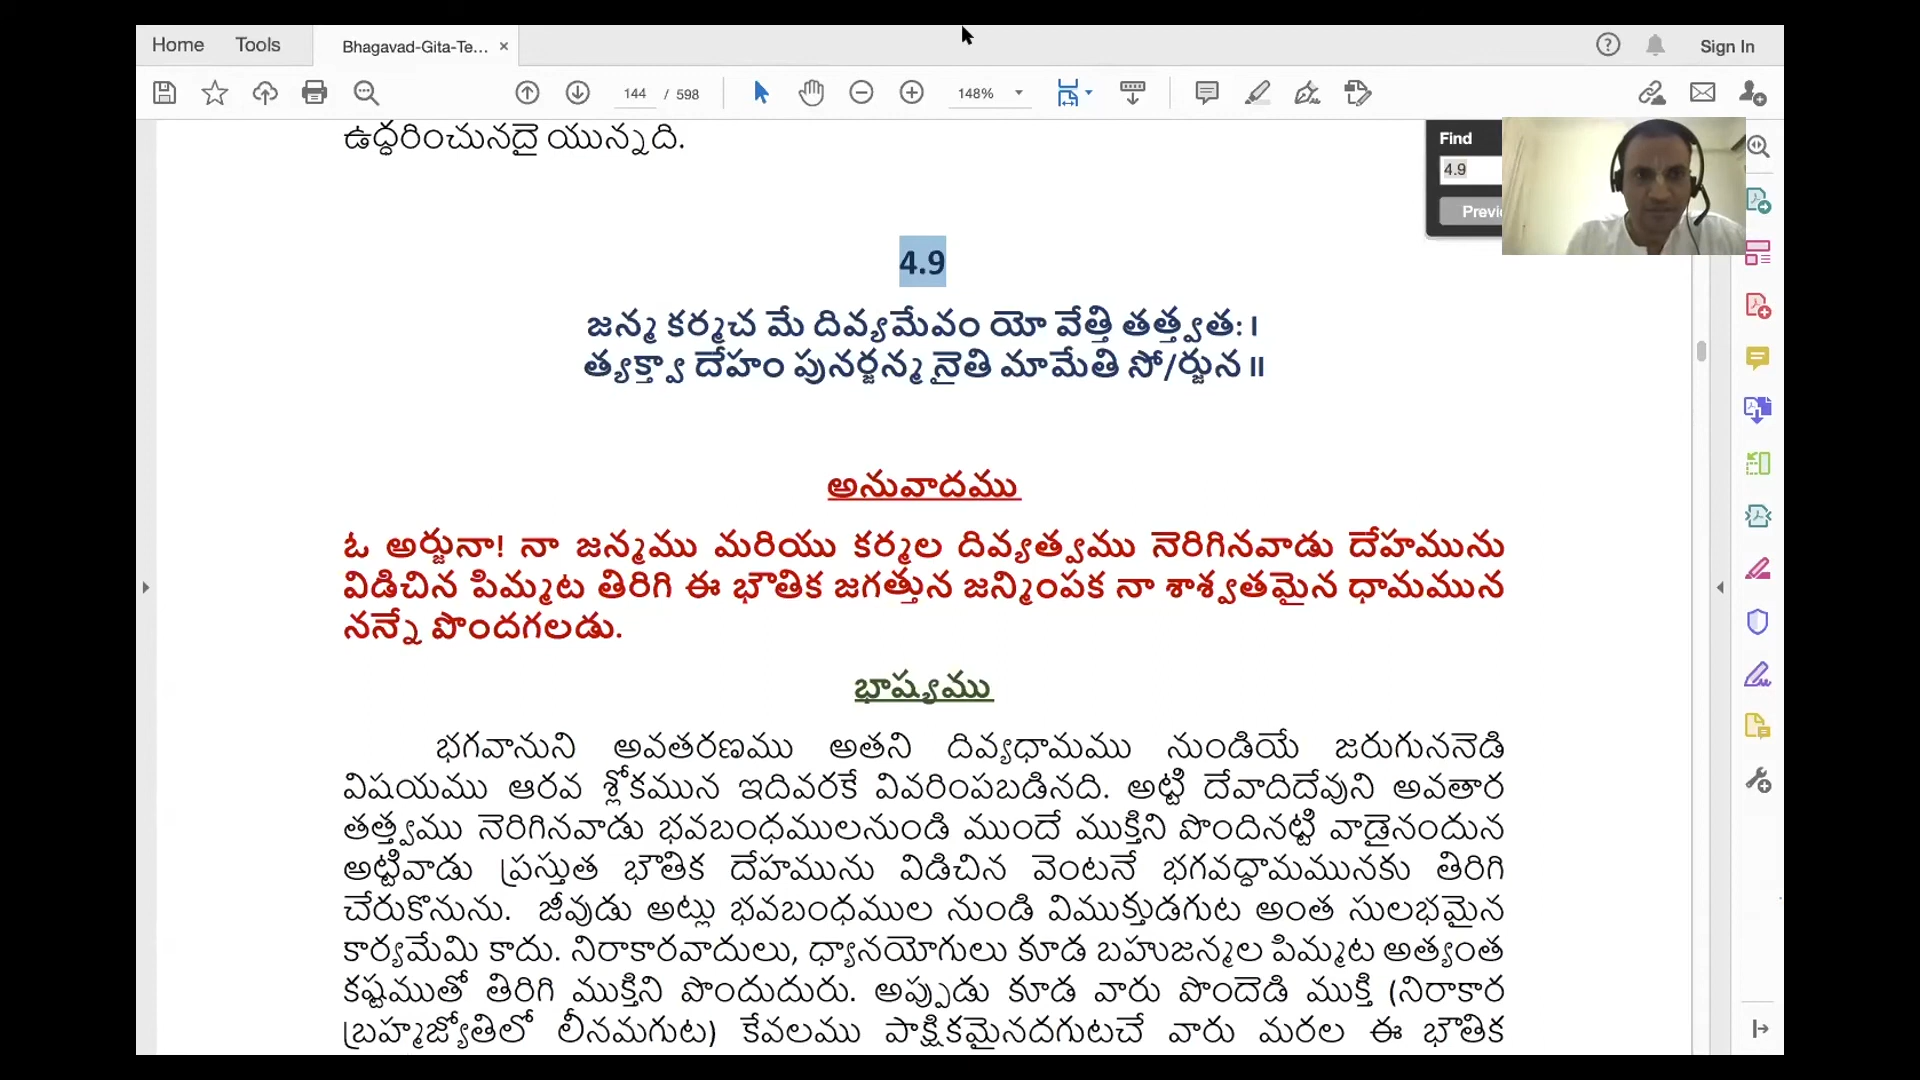 Home Tools Bhagavad-Gita-Te... × Sign In
144 / 598 148%
ఉద్ధరించునదై యున్నది.
Find
4.9
Previ
4.9
జన్మ కర్మచ మే దివ్యమేవం యో వేత్తి తత్త్వత: ।
త్యక్త్వా దేహం పునర్జన్మ నైతి మామేతి సో/ర్జున ॥
అనువాదము
ఓ అర్జునా! నా జన్మము మరియు కర్మల దివ్యత్వము నెరిగినవాడు దేహమును
విడిచిన పిమ్మట తిరిగి ఈ భౌతిక జగత్తున జన్మింపక నా శాశ్వతమైన ధామమున
నన్నే పొందగలడు.
భాష్యము
భగవానుని అవతరణము అతని దివ్యధామము నుండియే జరుగుననెడి
విషయము ఆరవ శ్లోకమున ఇదివరకే వివరింపబడినది. అట్టి దేవాదిదేవుని అవతార
తత్త్వము నెరిగినవాడు భవబంధములనుండి ముందే ముక్తిని పొందినట్టి వాడైనందున
అట్టివాడు ప్రస్తుత భౌతిక దేహమును విడిచిన వెంటనే భగవద్ధామమునకు తిరిగి
చేరుకొనును. జీవుడు అట్లు భవబంధముల నుండి విముక్తుడగుట అంత సులభమైన
కార్యమేమి కాదు. నిరాకారవాదులు, ధ్యానయోగులు కూడ బహుజన్మల పిమ్మట అత్యంత
కష్టముతో తిరిగి ముక్తిని పొందుదురు. అప్పుడు కూడ వారు పొందెడి ముక్తి (నిరాకార
బ్రహ్మజ్యోతిలో లీనమగుట) కేవలము పాక్షికమైనదగుటచే వారు మరల ఈ భౌతిక